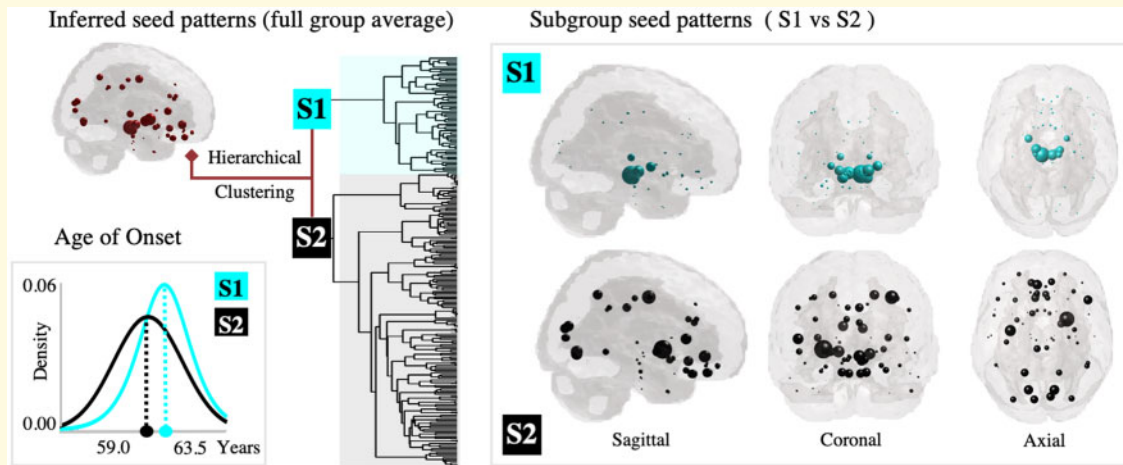 Inferred seed patterns (full group average)
S1
Hierarchical
Clustering
S2
Age of Onset
S1
S2
0.06
Density
0.00
59.0
63.5
Years
Subgroup seed patterns ( S1 vs S2 )
S1
S2
Sagittal
Coronal
Axial